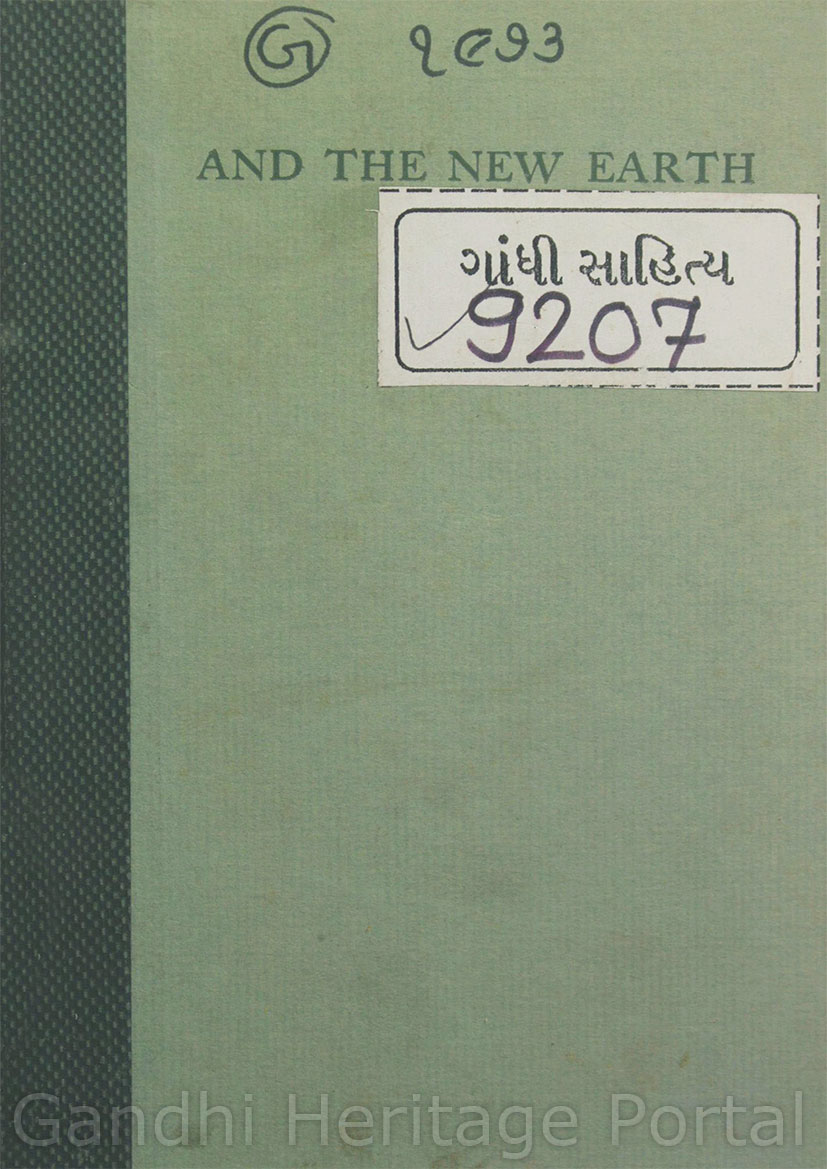 G ૧૯૭૩
AND THE NEW EARTH
ગાંધી સાહિત્ય
9207
Gandhi Heritage Portal